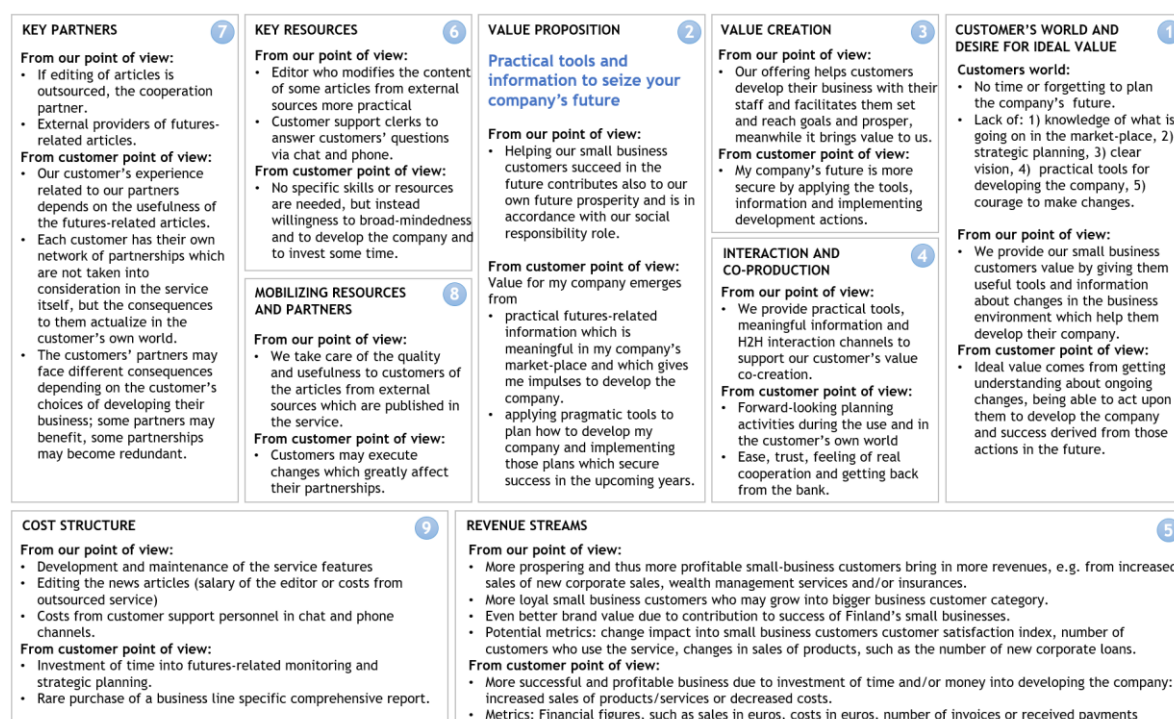 KEY PARTNERS
7
From our point of view:
• If editing of articles is
outsourced, the cooperation
partner.
• External providers of futures-
related articles.
From customer point of view:
• Our customer's experience
related to our partners
depends on the usefulness of
the futures-related articles.
• Each customer has their own
network of partnerships which
are not taken into
consideration in the service
itself, but the consequences
to them actualize in the
customer's own world.
• The customers' partners may
face different consequences
depending on the customer's
choices of developing their
business; some partners may
benefit, some partnerships
may become redundant.
KEY RESOURCES
6
From our point of view:
• Editor who modifies the content
of some articles from external
sources more practical
• Customer support clerks to
answer customers' questions
via chat and phone.
From customer point of view:
• No specific skills or resources
are needed, but instead
willingness to broad-mindedness
and to develop the company and
to invest some time.
MOBILIZING RESOURCES
AND PARTNERS
8
From our point of view:
• We take care of the quality
and usefulness to customers of
the articles from external
sources which are published in
the service.
From customer point of view:
• Customers may execute
changes which greatly affect
their partnerships.
VALUE PROPOSITION
2
Practical tools and
information to seize your
company's future
From our point of view:
• Helping our small business
customers succeed in the
future contributes also to our
own future prosperity and is in
accordance with our social
responsibility role.
From customer point of view:
Value for my company emerges
from
• practical futures-related
information which is
meaningful in my company's
market-place and which gives
me impulses to develop the
company.
• applying pragmatic tools to
plan how to develop my
company and implementing
those plans which secure
success in the upcoming years.
VALUE CREATION
3
From our point of view:
• Our offering helps customers
develop their business with their
staff and facilitates them set
and reach goals and prosper,
meanwhile it brings value to us.
From customer point of view:
• My company's future is more
secure by applying the tools,
information and implementing
development actions.
INTERACTION AND
CO-PRODUCTION
4
From our point of view:
• We provide practical tools,
meaningful information and
H2H interaction channels to
support our customer's value
co-creation.
From customer point of view:
• Forward-looking planning
activities during the use and in
the customer's own world
• Ease, trust, feeling of real
cooperation and getting back
from the bank.
CUSTOMER'S WORLD AND
DESIRE FOR IDEAL VALUE
1
Customers world:
• No time or forgetting to plan
the company's future.
• Lack of: 1) knowledge of what is
going on in the market-place, 2)
strategic planning, 3) clear
vision, 4) practical tools for
developing the company, 5)
courage to make changes.
From our point of view:
• We provide our small business
customers value by giving them
useful tools and information
about changes in the business
environment which help them
develop their company.
From customer point of view:
• Ideal value comes from getting
understanding about ongoing
changes, being able to act upon
them to develop the company
and success derived from those
actions in the future.
COST STRUCTURE
9
From our point of view:
• Development and maintenance of the service features
• Editing the news articles (salary of the editor or costs from
outsourced service)
• Costs from customer support personnel in chat and phone
channels.
From customer point of view:
• Investment of time into futures-related monitoring and
strategic planning.
• Rare purchase of a business line specific comprehensive report.
REVENUE STREAMS
5
From our point of view:
• More prospering and thus more profitable small-business customers bring in more revenues, e.g. from increased
sales of new corporate sales, wealth management services and/or insurances.
• More loyal small business customers who may grow into bigger business customer category.
• Even better brand value due to contribution to success of Finland's small businesses.
• Potential metrics: change impact into small business customers customer satisfaction index, number of
customers who use the service, changes in sales of products, such as the number of new corporate loans.
From customer point of view:
• More successful and profitable business due to investment of time and/or money into developing the company:
increased sales of products/services or decreased costs.
• Metrics: Financial figures, such as sales in euros, costs in euros, number of invoices or received payments